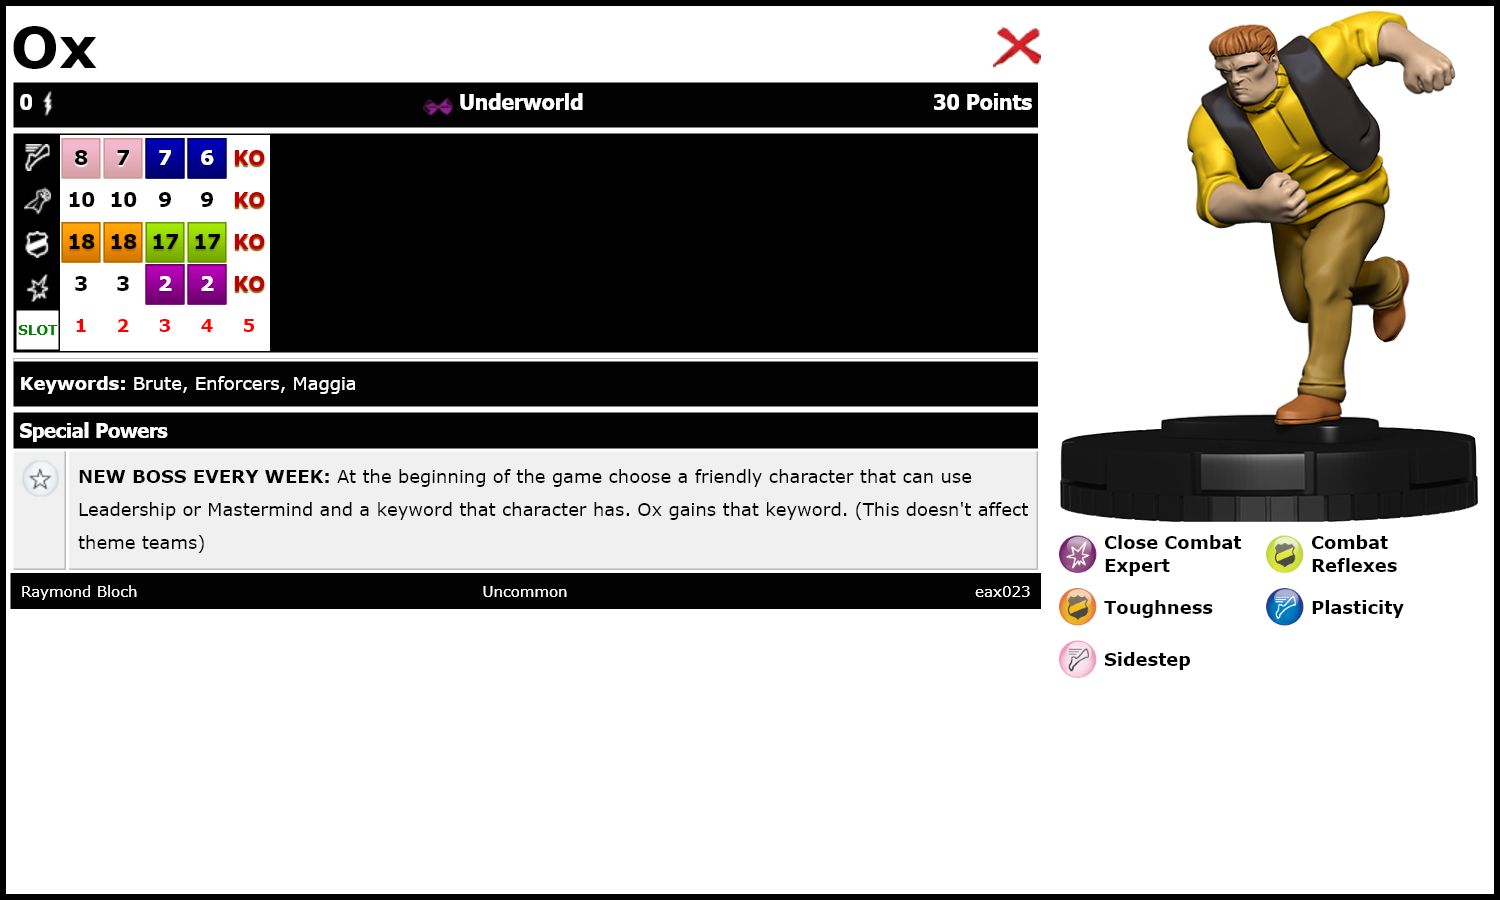 Ox
0 Underworld 30 Points
8 7 7 6 KO
10 10 9 9 KO
18 18 17 17 KO
3 3 2 2 KO
SLOT 1 2 3 4 5
Keywords: Brute, Enforcers, Maggia
Special Powers
NEW BOSS EVERY WEEK: At the beginning of the game choose a friendly character that can use
Leadership or Mastermind and a keyword that character has. Ox gains that keyword. (This doesn't affect
theme teams)
Raymond Bloch Uncommon eax023
Close Combat
Expert
Combat
Reflexes
Toughness
Plasticity
Sidestep